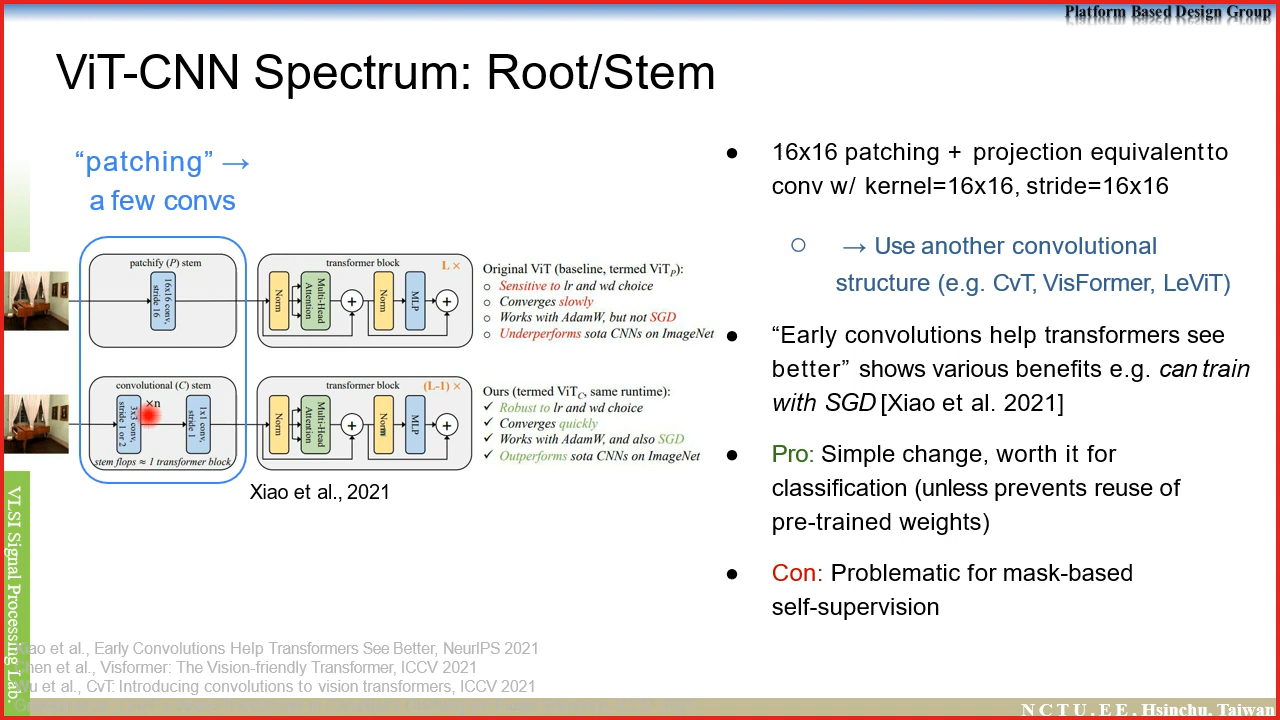 Platform Based Design Group
ViT-CNN Spectrum: Root/Stem
“patching” →
a few convs
patchify (P) stem
16x16 conv,
stride 16
transformer block
L ×
Norm
Multi-Head
Attention
+
Norm
MLP
+
Original ViT (baseline, termed ViTP):
○ Sensitive to lr and wd choice
○ Converges slowly
○ Works with AdamW, but not SGD
○ Underperforms sota CNNs on ImageNet
convolutional (C) stem
3x3 conv,
stride 1 or 2
×n
1x1 conv,
stride 1
stem flops ≈ 1 transformer block
transformer block
(L-1) ×
Norm
Multi-Head
Attention
+
Norm
MLP
+
Ours (termed ViTC, same runtime):
✓ Robust to lr and wd choice
✓ Converges quickly
✓ Works with AdamW, and also SGD
✓ Outperforms sota CNNs on ImageNet
Xiao et al., 2021
● 16x16 patching + projection equivalent to
conv w/ kernel=16x16, stride=16x16
○ → Use another convolutional
structure (e.g. CvT, VisFormer, LeViT)
● “Early convolutions help transformers see
better” shows various benefits e.g. can train
with SGD [Xiao et al. 2021]
● Pro: Simple change, worth it for
classification (unless prevents reuse of
pre-trained weights)
● Con: Problematic for mask-based
self-supervision
VLSI Signal Processing Lab.
Xiao et al., Early Convolutions Help Transformers See Better, NeurIPS 2021
Chen et al., Visformer: The Vision-friendly Transformer, ICCV 2021
Wu et al., CvT: Introducing convolutions to vision transformers, ICCV 2021
N C T U . E E , Hsinchu, Taiwan